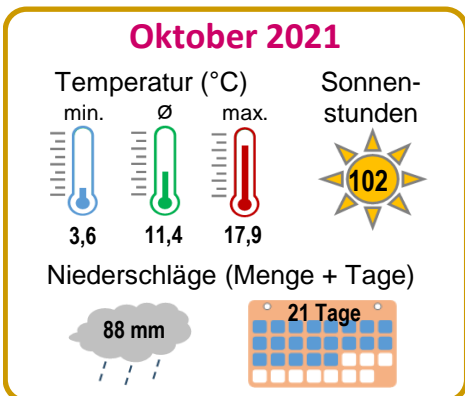 Oktober 2021
Temperatur (°C)
min. Ø max.
3,6 11,4 17,9
Sonnen-
stunden
102
Niederschläge (Menge + Tage)
88 mm
21 Tage